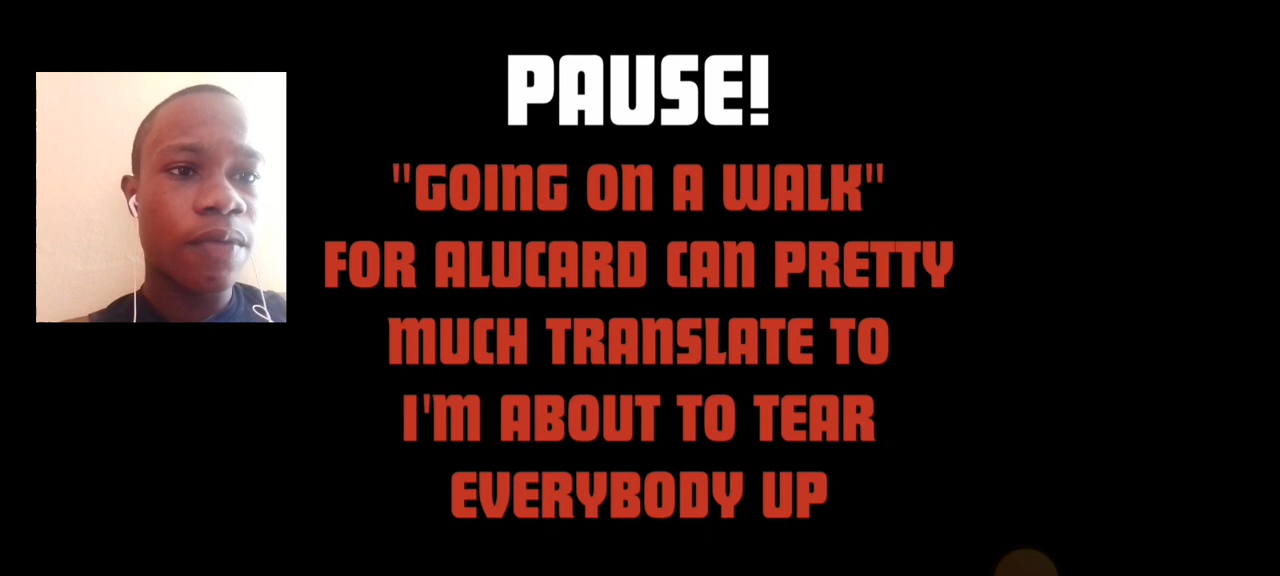 PAUSE!
"GOING ON A WALK"
FOR ALUCARD CAN PRETTY
MUCH TRANSLATE TO
I'M ABOUT TO TEAR
EVERYBODY UP